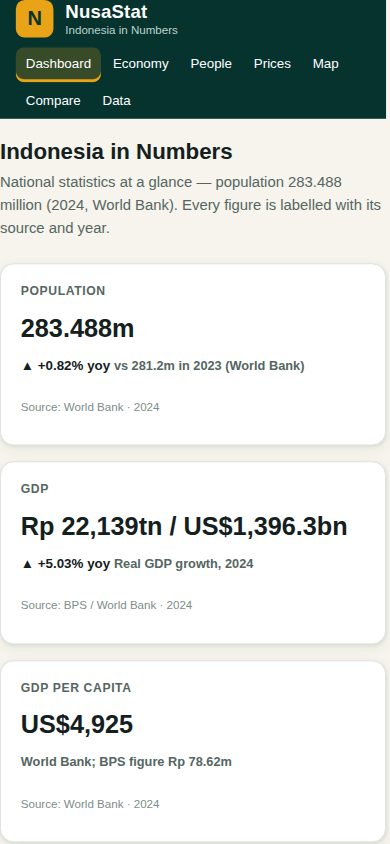 N
NusaStat
Indonesia in Numbers
Dashboard Economy People Prices Map
Compare Data
Indonesia in Numbers
National statistics at a glance — population 283.488
million (2024, World Bank). Every figure is labelled with its
source and year.
POPULATION
283.488m
▲ +0.82% yoy vs 281.2m in 2023 (World Bank)
Source: World Bank · 2024
GDP
Rp 22,139tn / US$1,396.3bn
▲ +5.03% yoy Real GDP growth, 2024
Source: BPS / World Bank · 2024
GDP PER CAPITA
US$4,925
World Bank; BPS figure Rp 78.62m
Source: World Bank · 2024